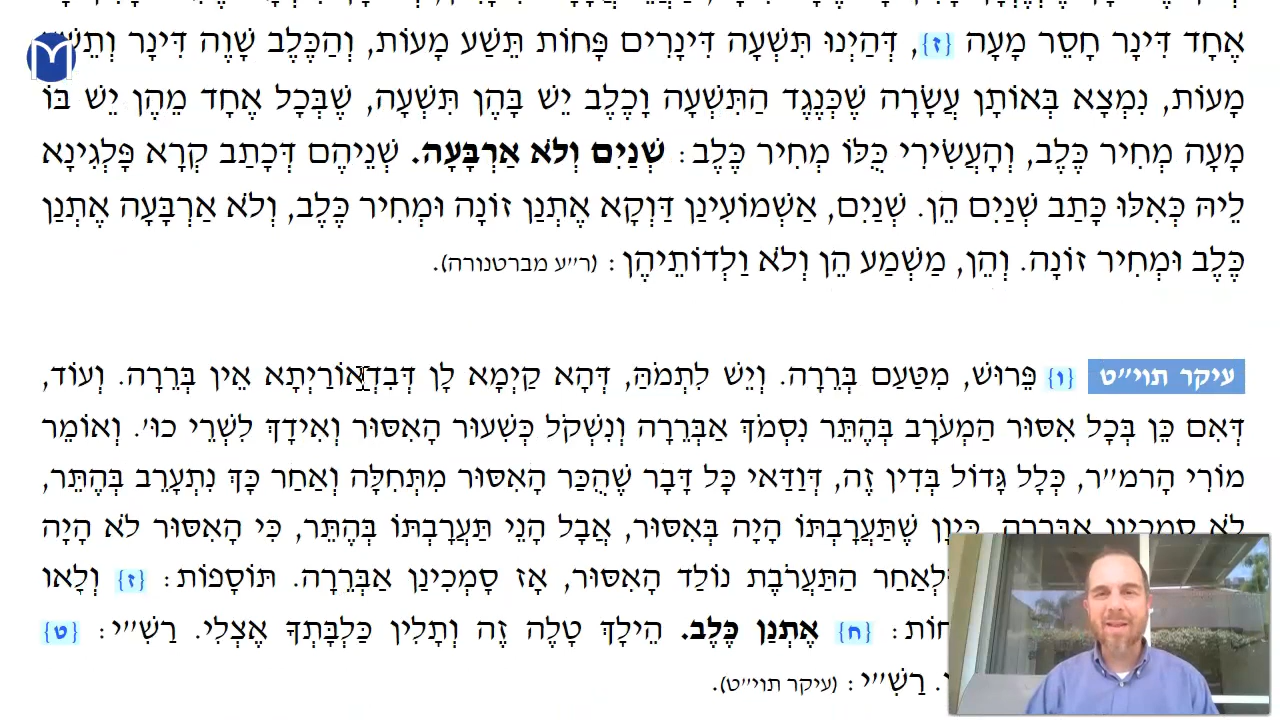 אֶחָד דִּינָר חָסֵר מָעָה {ז}, דְּהַיְנוּ תִּשְׁעָה דִּינָרִים פָּחוֹת תֵּשַׁע מָעוֹת, וְהַכֶּלֶב שָׁוֶה דִּינָר
מָעוֹת, נִמְצָא בְּאוֹתָן עֲשָׂרָה שֶׁכְּנֶגֶד הַתִּשְׁעָה וָכֶלֶב יֵשׁ בָּהֶן תִּשְׁעָה, שֶׁבְּכָל אֶחָד מֵהֶן יֵשׁ בּוֹ
מָעָה מְחִיר כֶּלֶב, וְהָעֲשִׂירִי כֻּלּוֹ מְחִיר כֶּלֶב: שְׁנַיִם וְלֹא אַרְבָּעָה. שְׁנֵיהֶם דִּכְתַב קְרָא פָּלְגִינָא
לֵיהּ כְּאִלּוּ כָּתַב שְׁנַיִם הֵן. שְׁנַיִם, אַשְׁמוֹעִינַן דַּוְקָא אֶתְנַן זוֹנָה וּמְחִיר כֶּלֶב, וְלֹא אַרְבָּעָה אֶתְנַן
כֶּלֶב וּמְחִיר זוֹנָה. וְהֵן, מַשְׁמַע הֵן וְלֹא וַלְדוֹתֵיהֶן: (ר״ע מברטנורה).
עיקר תוי״ט {ו} פֵּרוּשׁ, מִטַּעַם בְּרֵרָה. וְיֵשׁ לִתְמֹהַּ, דְּהָא קַיְמָא לָן דְּבִדְאוֹרַיְתָא אֵין בְּרֵרָה. וְעוֹד,
דְּאִם כֵּן בְּכָל אִסּוּר הַמְעֹרָב בְּהֶתֵּר נִסְמֹךְ אַבְּרֵרָה וְנִשְׁקֹל כְּשִׁעוּר הָאִסּוּר וְאִידָךְ לִשְׁרֵי כוּ׳. וְאוֹמֵר
מוֹרִי הָרמ״ר, כְּלַל גָּדוֹל בְּדִין זֶה, דְּוַדַּאי כָּל דָּבָר שֶׁהֻכַּר הָאִסּוּר מִתְּחִלָּה וְאַחַר כָּךְ נִתְעָרֵב בְּהֶתֵּר,
לֹא סָמְכִינַן אַבְּרֵרָה, כֵּיוָן שֶׁתַּעֲרָבְתּוֹ הָיָה בְּאִסּוּר, אֲבָל הָנֵי תַּעֲרָבְתּוֹ בְּהֶתֵּר, כִּי הָאִסּוּר לֹא הָיָה
וּלְאַחַר הַתַּעֲרֹבֶת נוֹלַד הָאִסּוּר, אָז סָמְכִינַן אַבְּרֵרָה. תּוֹסָפוֹת: {ז} וְלָאו
{ח} אֶתְנַן כֶּלֶב. הֵילָךְ טָלֶה זֶה וְתָלִין כַּלְבָּתְךָ אֶצְלִי. רַשִׁ״י: {ט}
רַשִׁ״י: (עיקר תוי״ט).